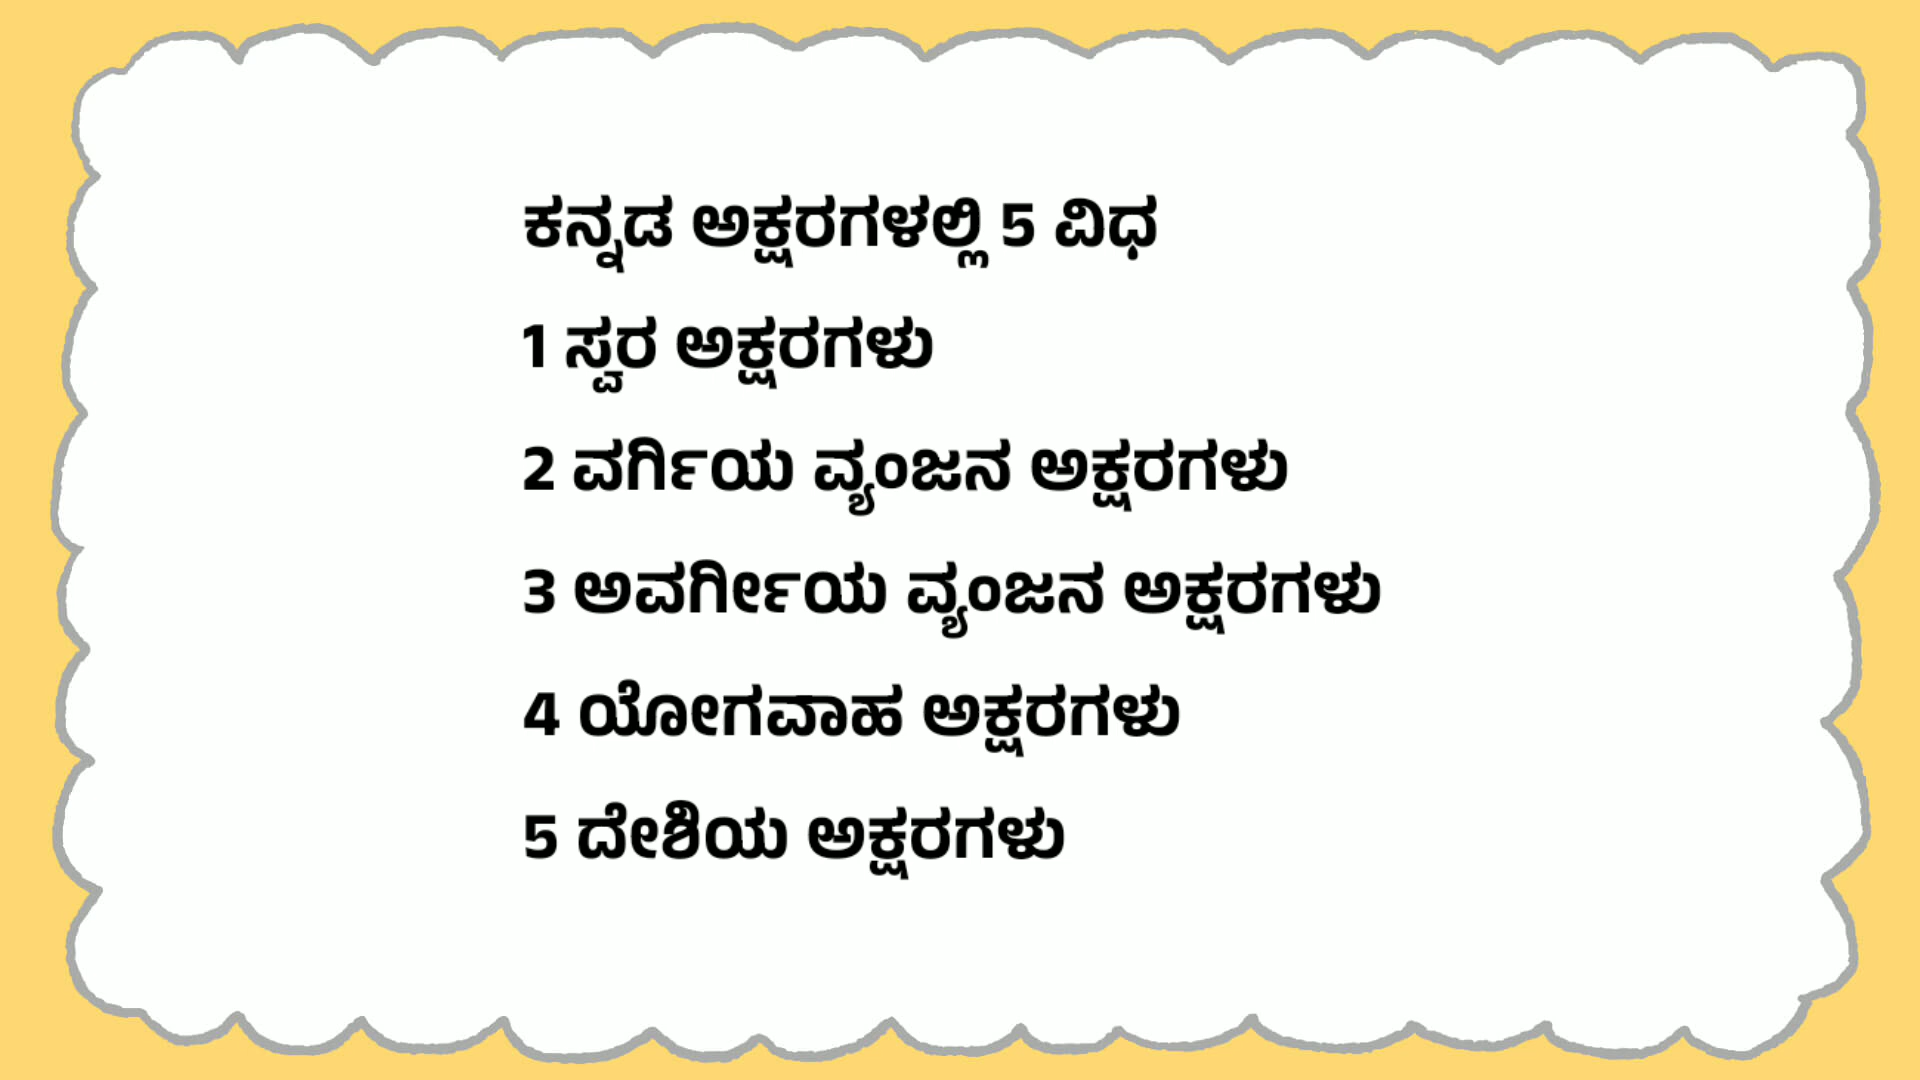 ಕನ್ನಡ ಅಕ್ಷರಗಳಲ್ಲಿ 5 ವಿಧ
1 ಸ್ವರ ಅಕ್ಷರಗಳು
2 ವರ್ಗಿಯ ವ್ಯಂಜನ ಅಕ್ಷರಗಳು
3 ಅವರ್ಗೀಯ ವ್ಯಂಜನ ಅಕ್ಷರಗಳು
4 ಯೋಗವಾಹ ಅಕ್ಷರಗಳು
5 ದೇಶಿಯ ಅಕ್ಷರಗಳು